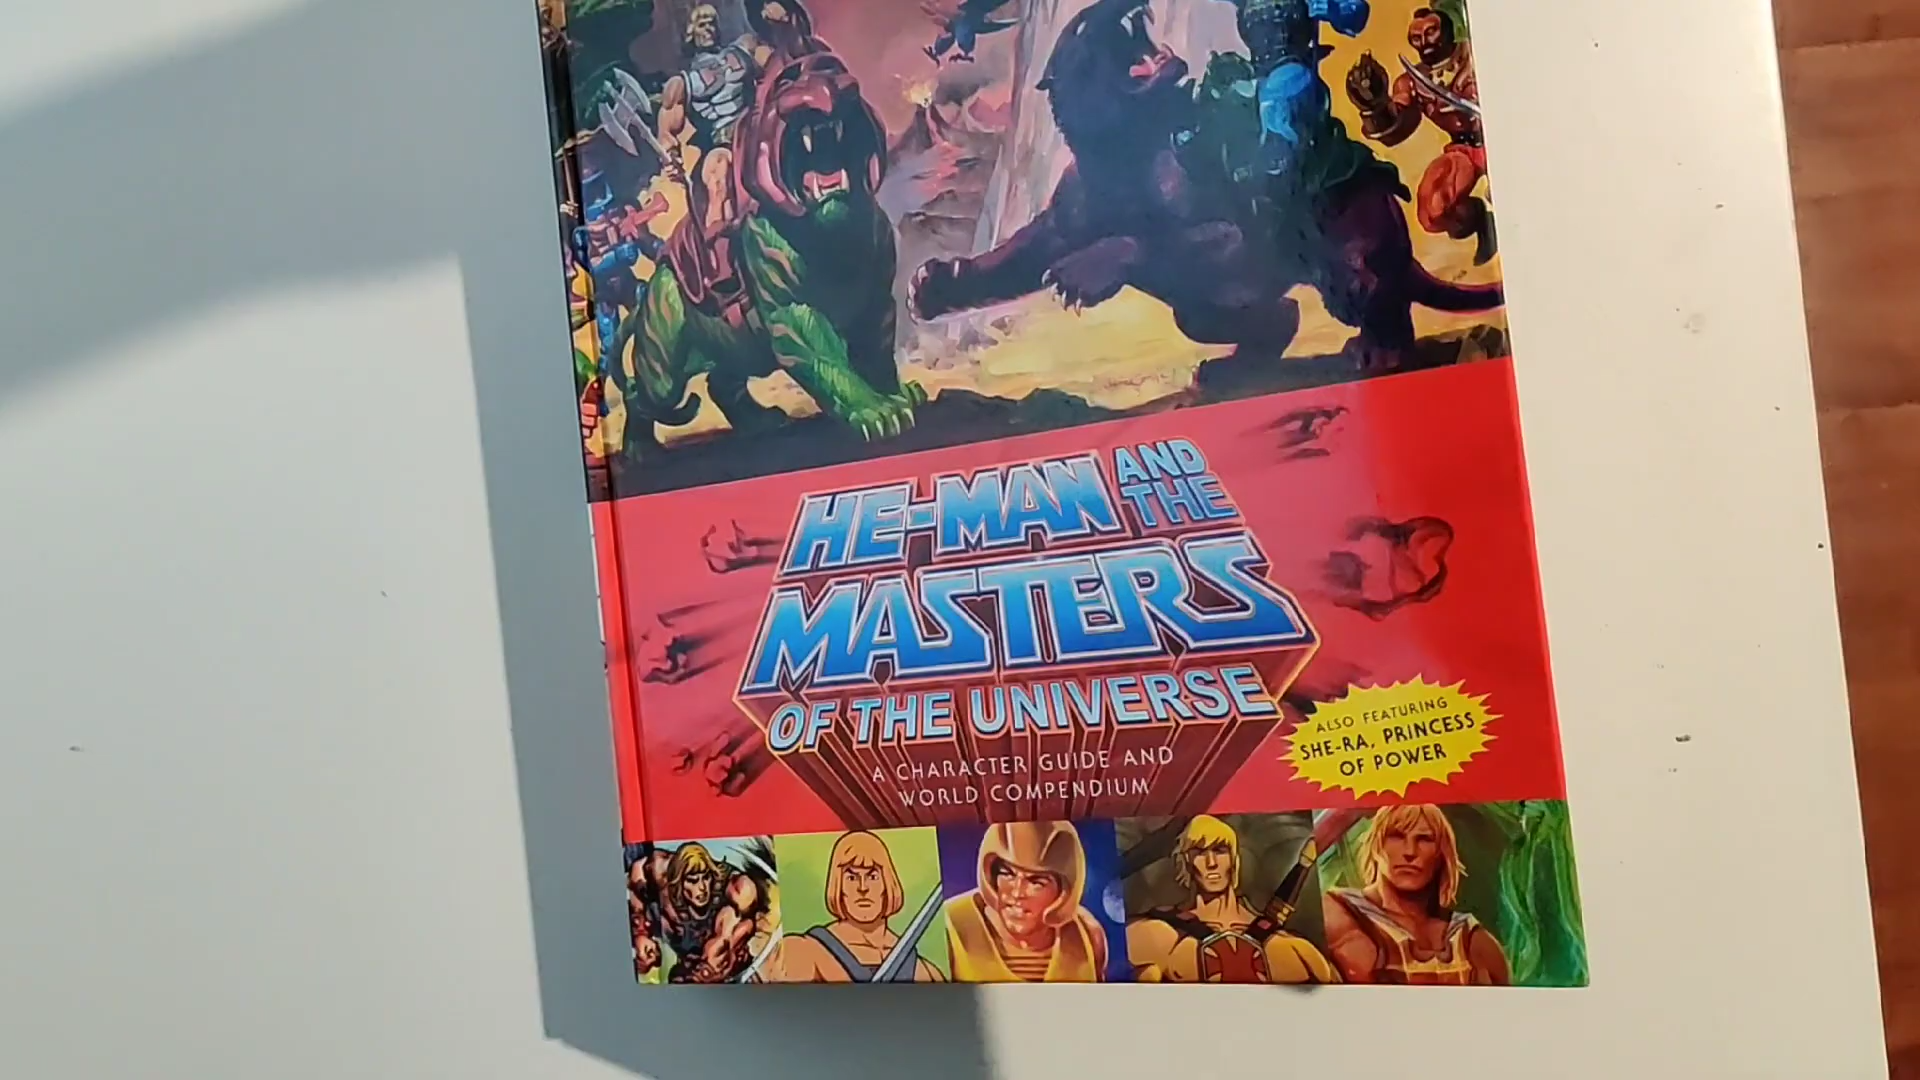 HE-MAN AND THE
MASTERS
OF THE UNIVERSE
A CHARACTER GUIDE AND
WORLD COMPENDIUM
ALSO FEATURING
SHE-RA, PRINCESS
OF POWER